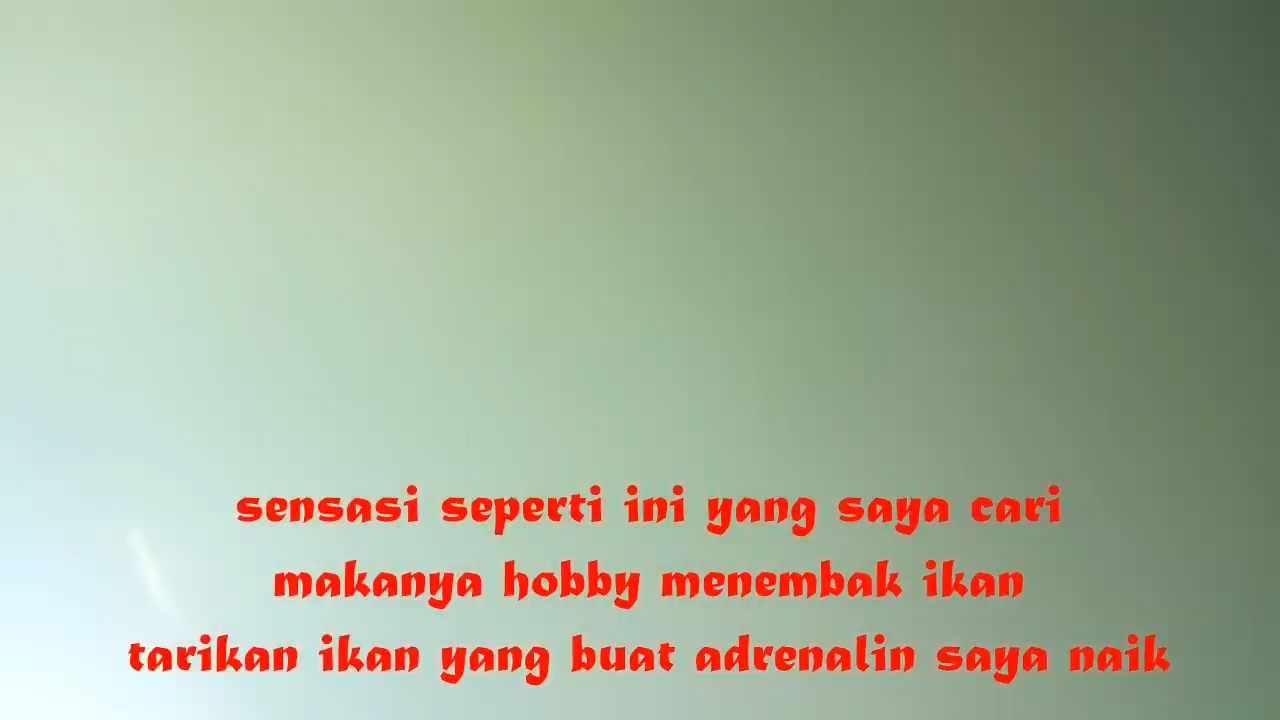 sensasi seperti ini yang saya cari
makanya hobby menembak ikan
tarikan ikan yang buat adrenalin saya naik